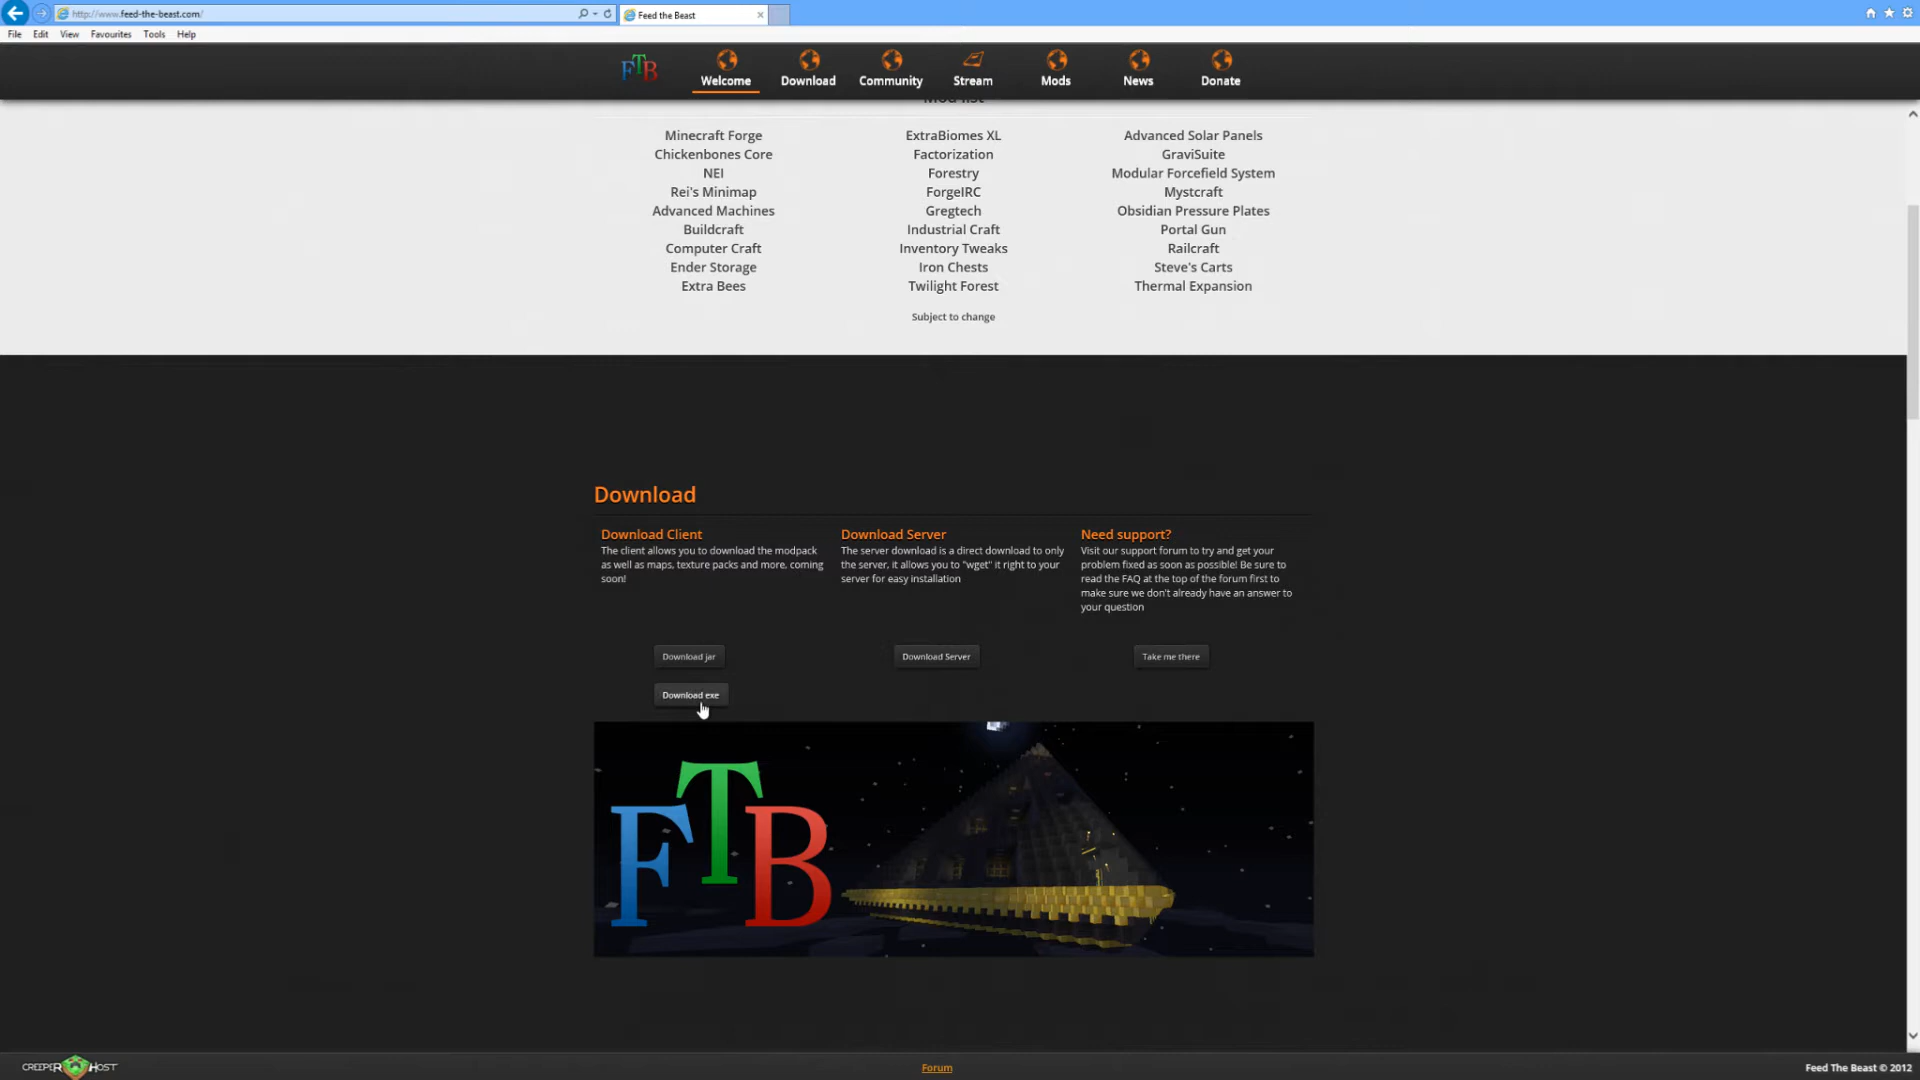 http://www.feed-the-beast.com/
Feed the Beast
File Edit View Favourites Tools Help
FTB
Welcome Download Community Stream Mods News Donate
Mod list
Minecraft Forge ExtraBiomes XL Advanced Solar Panels
Chickenbones Core Factorization GraviSuite
NEI Forestry Modular Forcefield System
Rei's Minimap ForgeIRC Mystcraft
Advanced Machines Gregtech Obsidian Pressure Plates
Buildcraft Industrial Craft Portal Gun
Computer Craft Inventory Tweaks Railcraft
Ender Storage Iron Chests Steve's Carts
Extra Bees Twilight Forest Thermal Expansion
Subject to change
Download
Download Client
The client allows you to download the modpack
as well as maps, texture packs and more, coming
soon!
Download jar
Download exe
Download Server
The server download is a direct download to only
the server, it allows you to "wget" it right to your
server for easy installation
Download Server
Need support?
Visit our support forum to try and get your
problem fixed as soon as possible! Be sure to
read the FAQ at the top of the forum first to
make sure we don't already have an answer to
your question
Take me there
FTB
CREEPER HOST
Forum
Feed The Beast © 2012